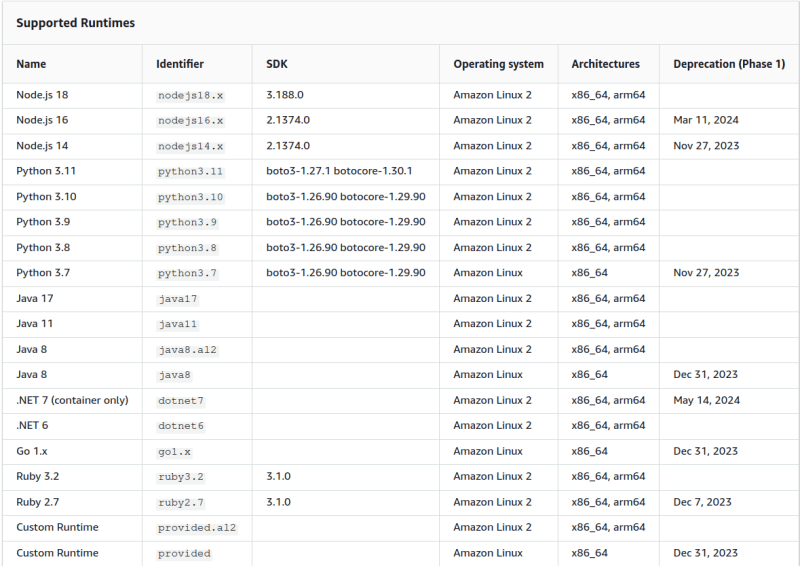 Supported Runtimes
Name Identifier SDK Operating system Architectures Deprecation (Phase 1)
Node.js 18 nodejs18.x 3.188.0 Amazon Linux 2 x86_64, arm64
Node.js 16 nodejs16.x 2.1374.0 Amazon Linux 2 x86_64, arm64 Mar 11, 2024
Node.js 14 nodejs14.x 2.1374.0 Amazon Linux 2 x86_64, arm64 Nov 27, 2023
Python 3.11 python3.11 boto3-1.27.1 botocore-1.30.1 Amazon Linux 2 x86_64, arm64
Python 3.10 python3.10 boto3-1.26.90 botocore-1.29.90 Amazon Linux 2 x86_64, arm64
Python 3.9 python3.9 boto3-1.26.90 botocore-1.29.90 Amazon Linux 2 x86_64, arm64
Python 3.8 python3.8 boto3-1.26.90 botocore-1.29.90 Amazon Linux 2 x86_64, arm64
Python 3.7 python3.7 boto3-1.26.90 botocore-1.29.90 Amazon Linux x86_64 Nov 27, 2023
Java 17 java17 Amazon Linux 2 x86_64, arm64
Java 11 java11 Amazon Linux 2 x86_64, arm64
Java 8 java8.al2 Amazon Linux 2 x86_64, arm64
Java 8 java8 Amazon Linux x86_64 Dec 31, 2023
.NET 7 (container only) dotnet7 Amazon Linux 2 x86_64, arm64 May 14, 2024
.NET 6 dotnet6 Amazon Linux 2 x86_64, arm64
Go 1.x go1.x Amazon Linux x86_64 Dec 31, 2023
Ruby 3.2 ruby3.2 3.1.0 Amazon Linux 2 x86_64, arm64
Ruby 2.7 ruby2.7 3.1.0 Amazon Linux 2 x86_64, arm64 Dec 7, 2023
Custom Runtime provided.al2 Amazon Linux 2 x86_64, arm64
Custom Runtime provided Amazon Linux x86_64 Dec 31, 2023